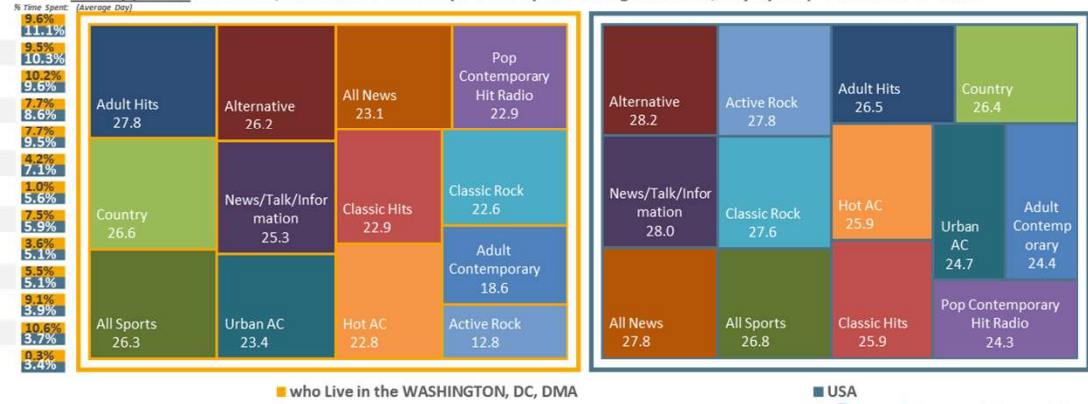 % Time Spent: (Average Day)
9.6%
11.1%
9.5%
10.3%
10.2%
9.6%
7.7%
8.6%
7.7%
9.5%
4.2%
7.1%
1.0%
5.6%
7.5%
5.9%
3.6%
5.1%
5.5%
5.1%
9.1%
3.9%
10.6%
3.7%
0.3%
3.4%
Adult Hits
27.8
Alternative
26.2
All News
23.1
Pop
Contemporary
Hit Radio
22.9
Country
26.6
News/Talk/Infor
mation
25.3
Classic Hits
22.9
Classic Rock
22.6
Adult
Contemporary
18.6
All Sports
26.3
Urban AC
23.4
Hot AC
22.8
Active Rock
12.8
Alternative
28.2
Active Rock
27.8
Adult Hits
26.5
Country
26.4
News/Talk/Infor
mation
28.0
Classic Rock
27.6
Hot AC
25.9
Urban
AC
24.7
Adult
Contemp
orary
24.4
All News
27.8
All Sports
26.8
Classic Hits
25.9
Pop Contemporary
Hit Radio
24.3
who Live in the WASHINGTON, DC, DMA
USA